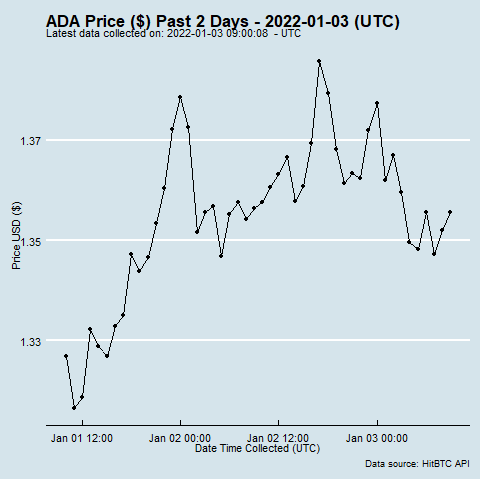 ADA Price ($) Past 2 Days - 2022-01-03 (UTC)
Latest data collected on: 2022-01-03 09:00:08 - UTC
1.37
1.35
1.33
Price USD ($)
Jan 01 12:00 Jan 02 00:00 Jan 02 12:00 Jan 03 00:00
Date Time Collected (UTC)
Data source: HitBTC API